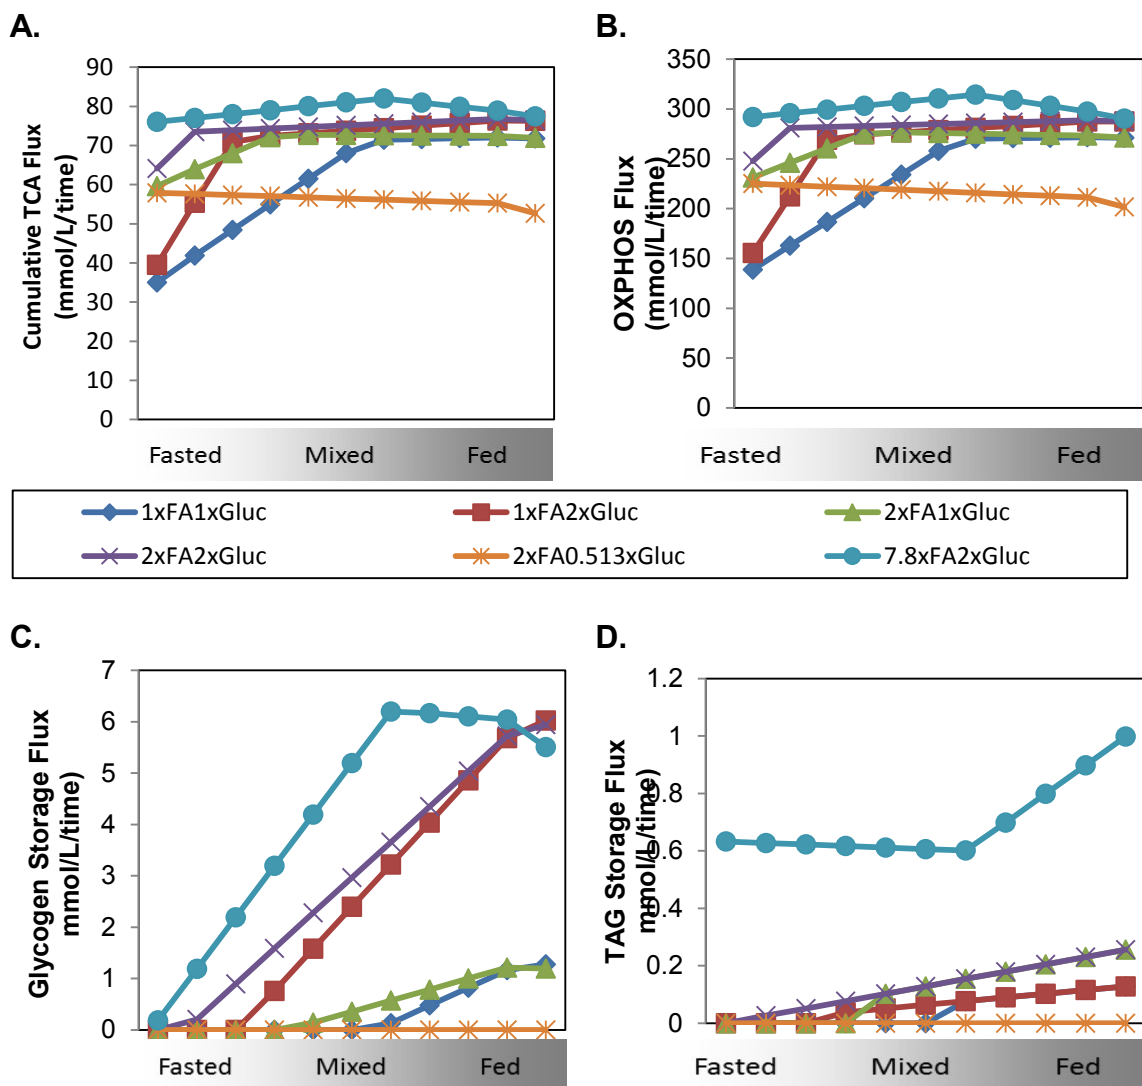 A.
B.
Cumulative TCA Flux
(mmol/L/time)
90
80
70
60
50
40
30
20
10
0
Fasted Mixed Fed
OXPHOS Flux
(mmol/L/time)
350
300
250
200
150
100
50
0
Fasted Mixed Fed
1xFA1xGluc 1xFA2xGluc 2xFA1xGluc
2xFA2xGluc 2xFA0.513xGluc 7.8xFA2xGluc
C.
D.
Glycogen Storage Flux
mmol/L/time)
7
6
5
4
3
2
1
0
Fasted Mixed Fed
TAG Storage Flux
mmol/L/time)
1.2
1
0.8
0.6
0.4
0.2
0
Fasted Mixed Fed